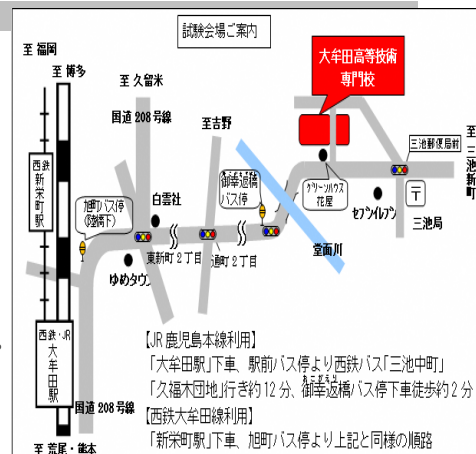 試験会場ご案内
至 福岡
至 博多
至 久留米
国道 208号線
至吉野
大牟田高等技術
専門校
三池郵便局前
至 三池新町
西鉄 新栄町駅
旭町バス停
(陸橋下)
白雲社
御幸返橋
バス停
グリーンハウス
花屋
セブンイレブン
〒
三池局
東新町2丁目
通町2丁目
ゆめタウン
堂面川
西鉄・JR
大牟田駅
国道 208号線
至 荒尾・熊本
【JR 鹿児島本線利用】
「大牟田駅」下車、駅前バス停より西鉄バス「三池中町」
「久福木団地」行き約12分、御幸返橋バス停下車徒歩約2分
【西鉄大牟田線利用】
「新栄町駅」下車、旭町バス停より上記と同様の順路